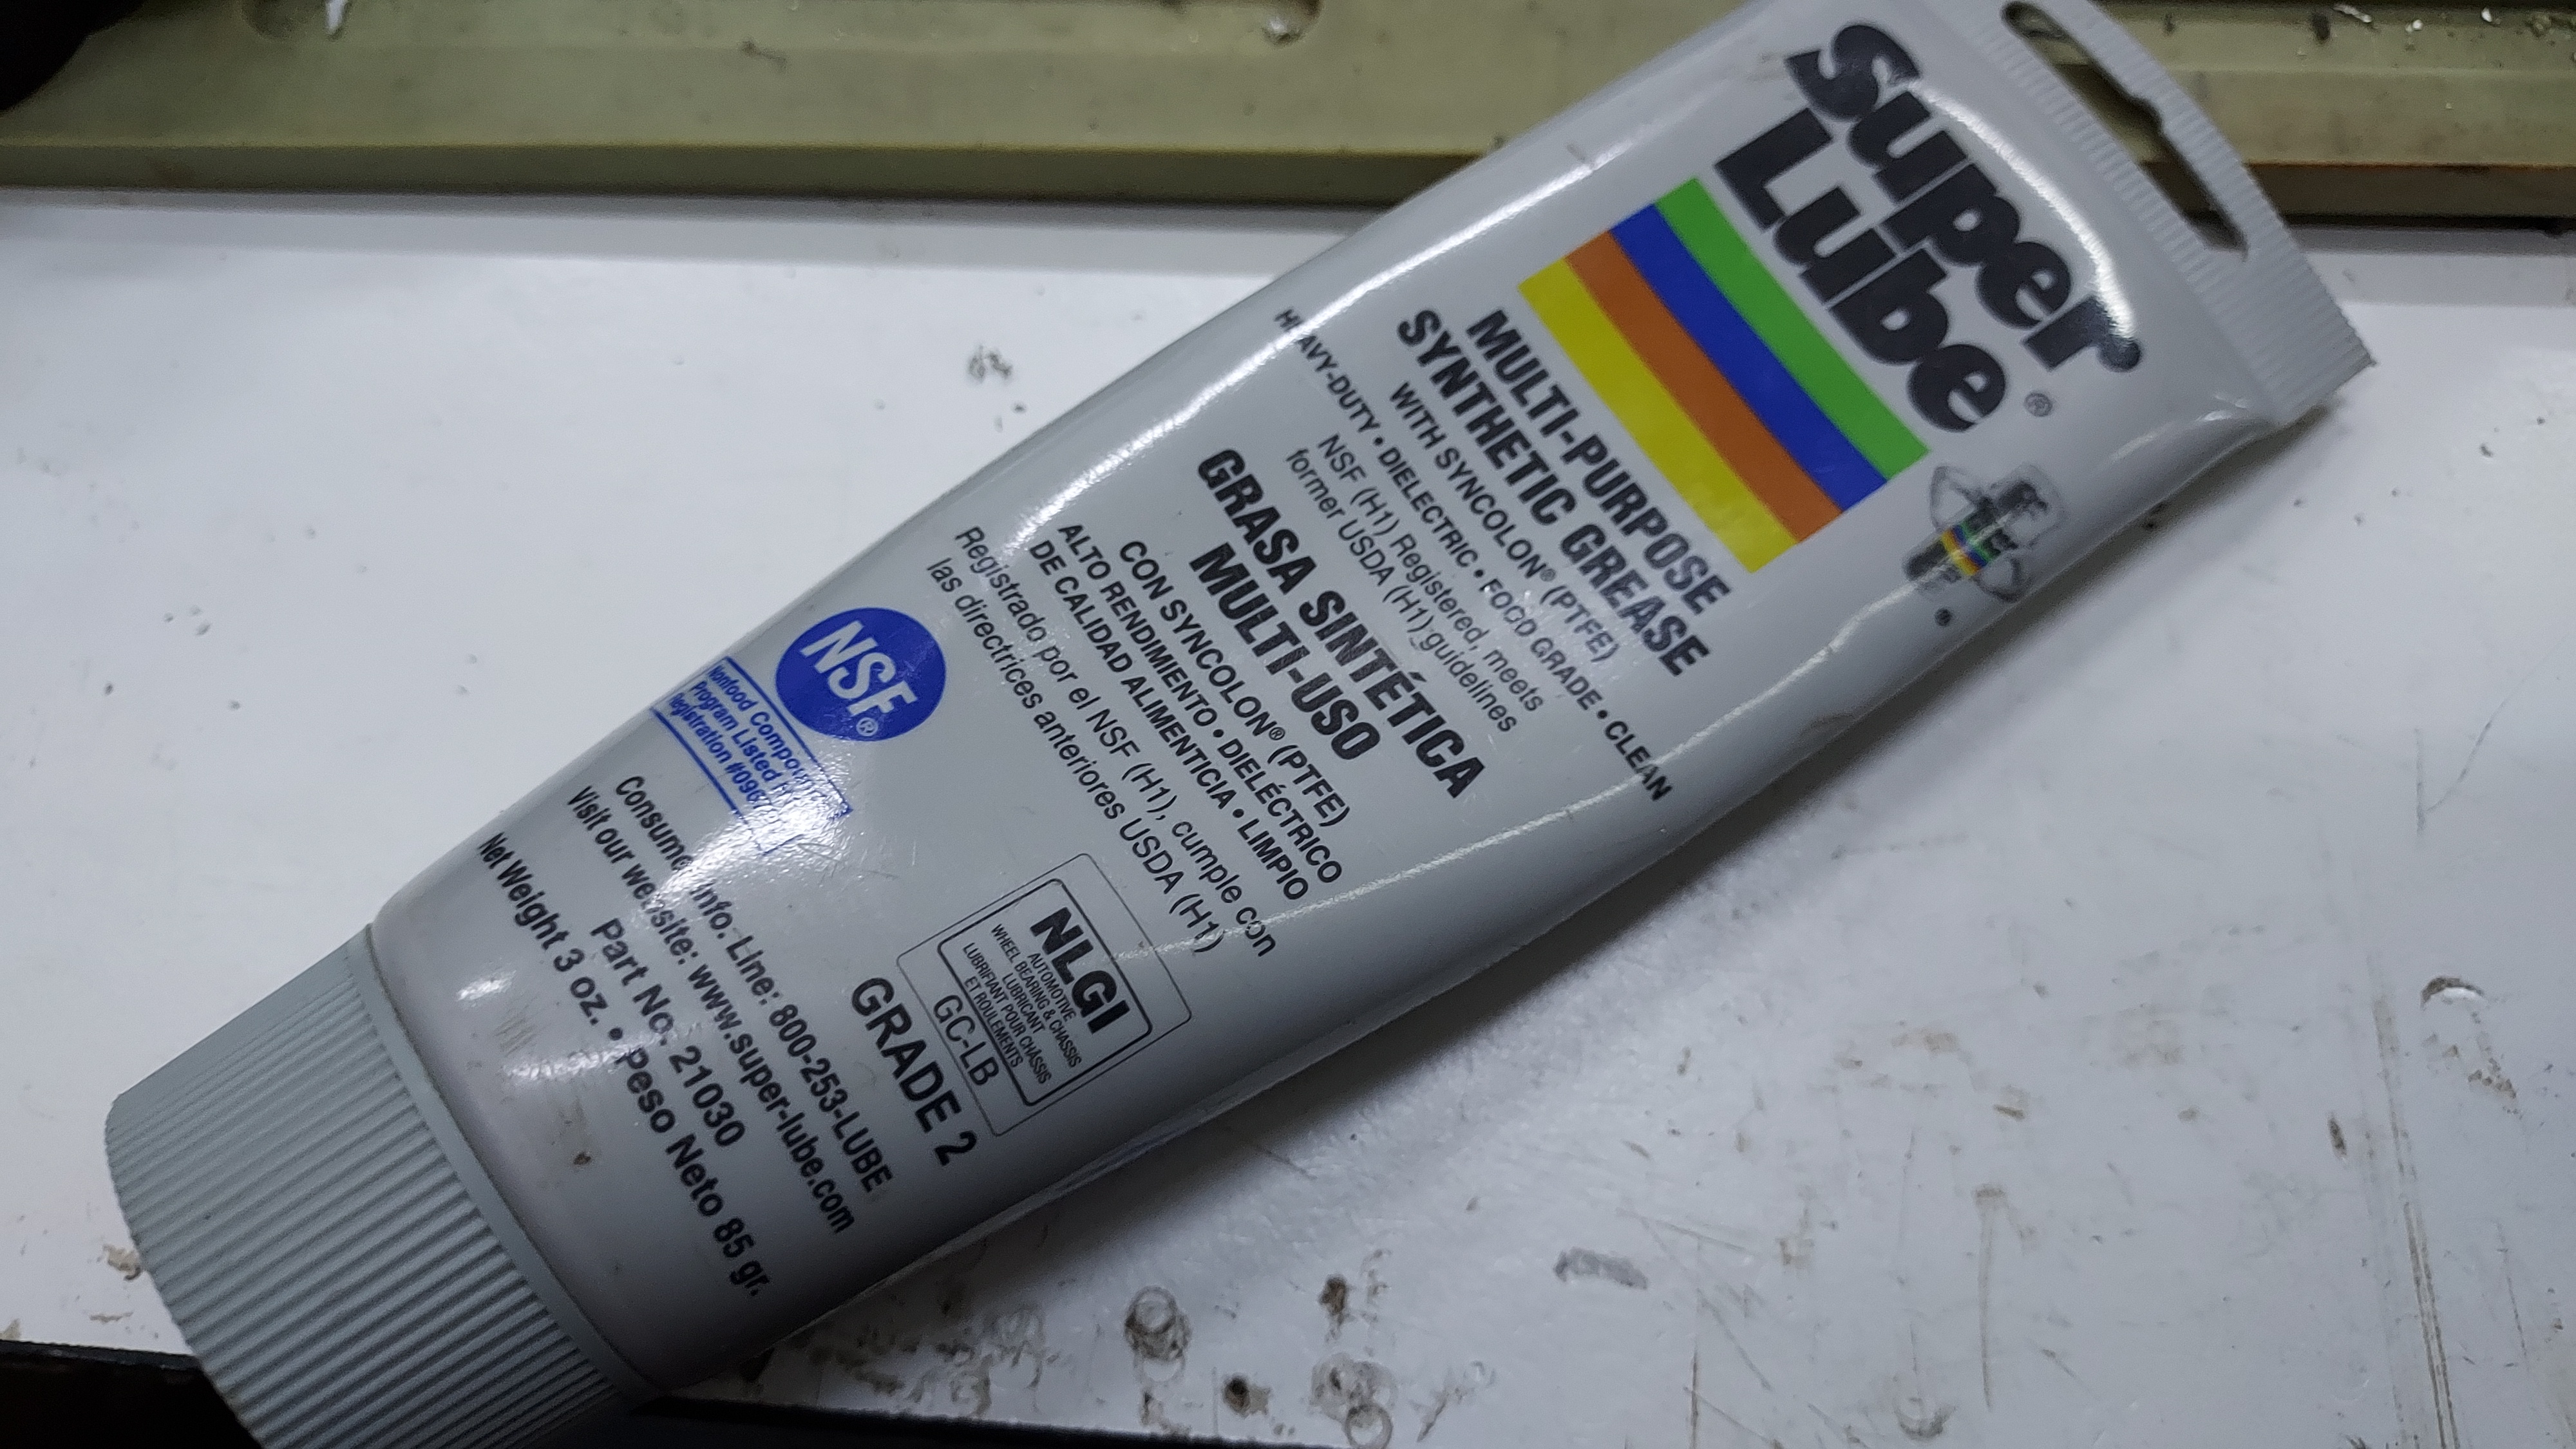 Super
Lube®
MULTI-PURPOSE
SYNTHETIC GREASE
WITH SYNCOLON® (PTFE)
HEAVY-DUTY • DIELECTRIC • FOOD GRADE • CLEAN
NSF (H1) Registered, meets
former USDA (H1) guidelines
GRASA SINTÉTICA
MULTI-USO
CON SYNCOLON® (PTFE)
ALTO RENDIMIENTO • DIELÉCTRICO
DE CALIDAD ALIMENTICIA • LIMPIO
Registrado por el NSF (H1), cumple con
las directrices anteriores USDA (H1)
NSF®
Nonfood
Program Listed
Registration
NLGI
AUTOMOTIVE
WHEEL BEARING & CHASSIS
LUBRICANT
LUBRIFIANT POUR CHÂSSIS
ET ROULEMENTS
GC-LB
GRADE 2
Consumer Info. Line: 800-253-LUBE
Visit our website: www.super-lube.com
Part No. 21030
Net Weight 3 oz. • Peso Neto 85 gr.